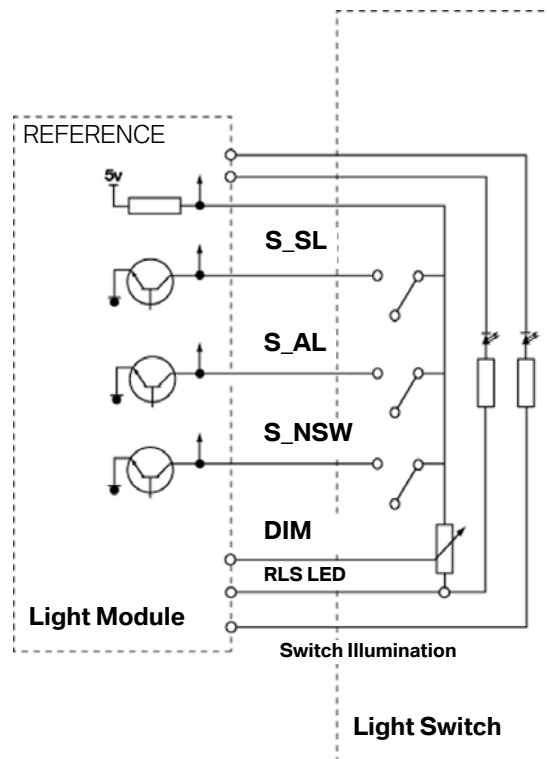 REFERENCE
5v
S_SL
S_AL
S_NSW
DIM
RLS LED
Light Module
Switch Illumination
Light Switch